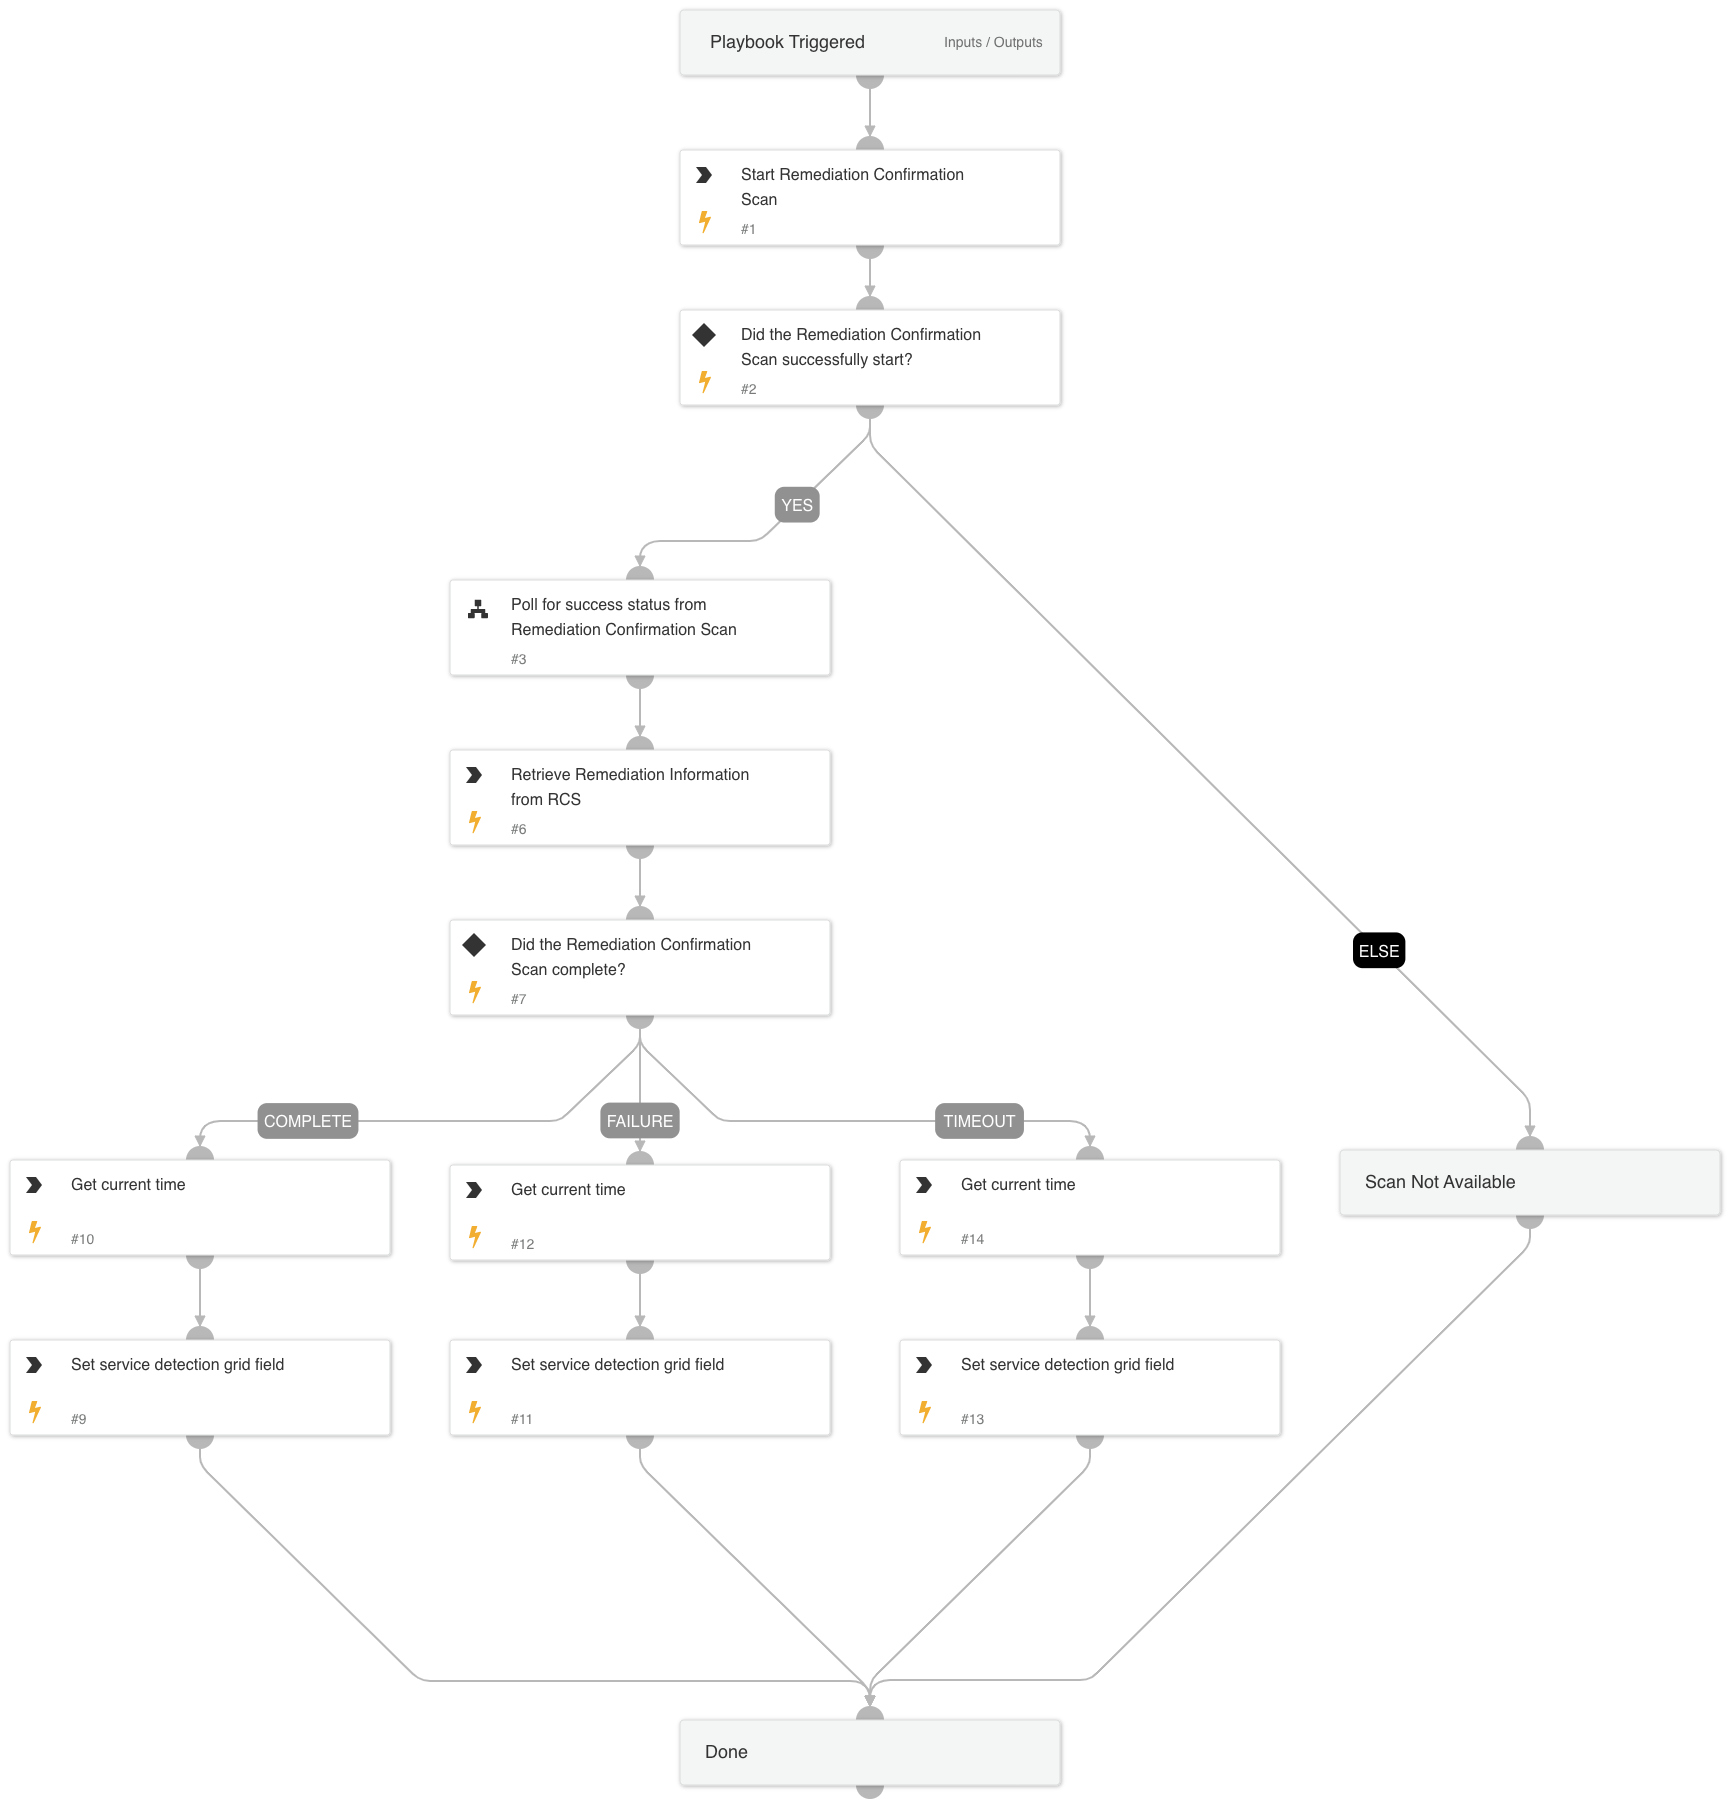 Playbook Triggered
Inputs / Outputs
Start Remediation Confirmation
Scan
#1
Did the Remediation Confirmation
Scan successfully start?
#2
YES
Poll for success status from
Remediation Confirmation Scan
#3
Retrieve Remediation Information
from RCS
#6
Did the Remediation Confirmation
Scan complete?
#7
ELSE
COMPLETE
FAILURE
TIMEOUT
Get current time
#10
Get current time
#12
Get current time
#14
Scan Not Available
Set service detection grid field
#9
Set service detection grid field
#11
Set service detection grid field
#13
Done